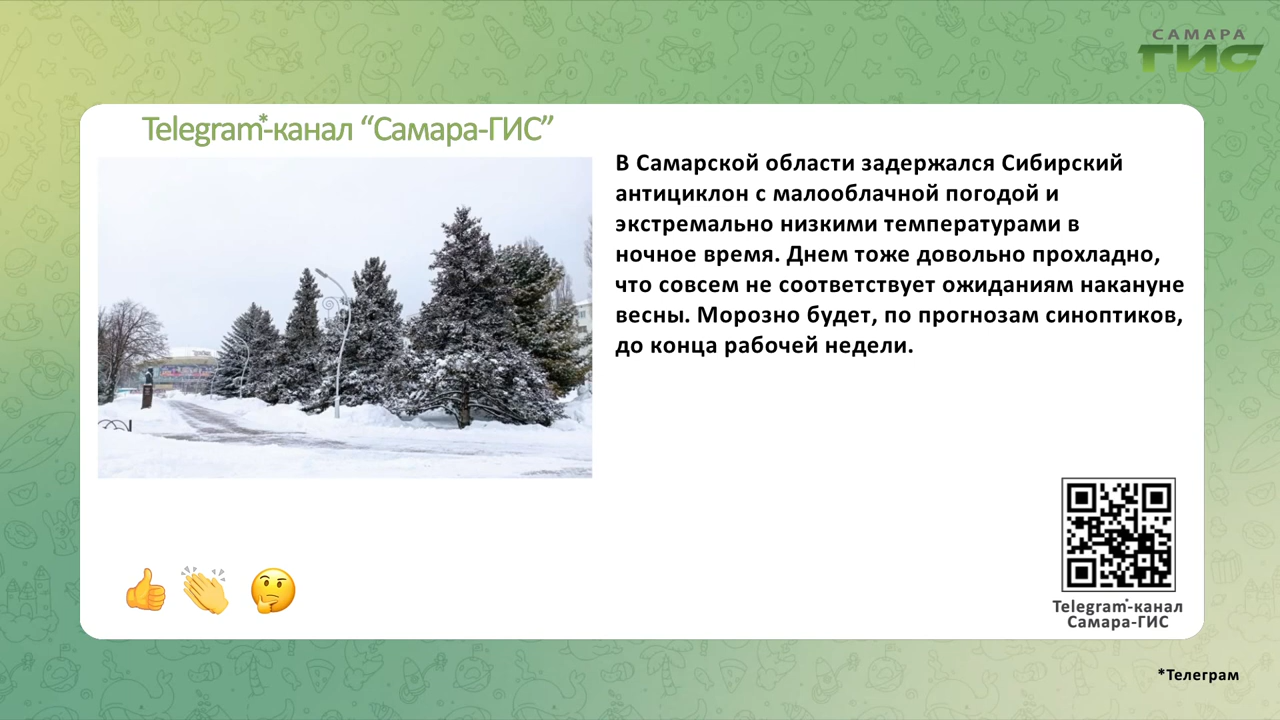 САМАРА
ГИС
Telegram*-канал “Самара-ГИС”
В Самарской области задержался Сибирский
антициклон с малооблачной погодой и
экстремально низкими температурами в
ночное время. Днем тоже довольно прохладно,
что совсем не соответствует ожиданиям накануне
весны. Морозно будет, по прогнозам синоптиков,
до конца рабочей недели.
Telegram*-канал
Самара-ГИС
*Телеграм